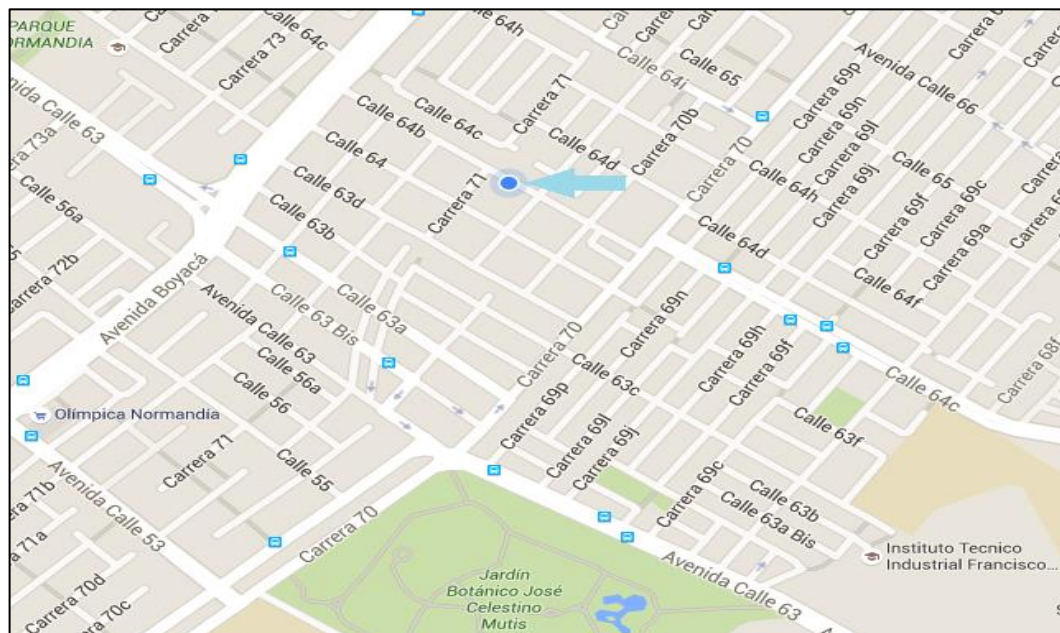 PARQUE
ORMANDIA
Carrera 73
Calle 64c
Calle 64h
Calle 64i
Calle 65
Carrera 69p
Avenida Calle 66
nida Calle 63
Carrera 73a
Calle 64b
Calle 64c
Carrera 71
Carrera 70b
Carrera 69n
Carrera 69l
Carrera 69j
Calle 65
Calle 64
Calle 64d
Carrera 70
Calle 64h
Calle 56a
Calle 63d
Carrera 71
Carrera 69f
Carrera 69c
Carrera 69a
Calle 63b
Calle 64d
Carrera 72b
Avenida Boyacá
Calle 64f
Avenida Calle 63
Calle 63 Bis
Calle 63a
Carrera 69n
Carrera 70
Carrera 69h
Carrera 69f
Carrera 68f
Calle 56a
Calle 63c
Calle 64c
Calle 56
Carrera 69p
Olímpica Normandía
Carrera 71
Calle 55
Carrera 69l
Carrera 69j
Calle 63f
Carrera 71b
Avenida Calle 53
Carrera 69c
Calle 63b
Calle 63a Bis
a 71a
Carrera 70
Carrera 70d
Carrera 70c
Instituto Tecnico
Industrial Francisco...
Jardín
Botánico José
Celestino
Mutis
Avenida Calle 63